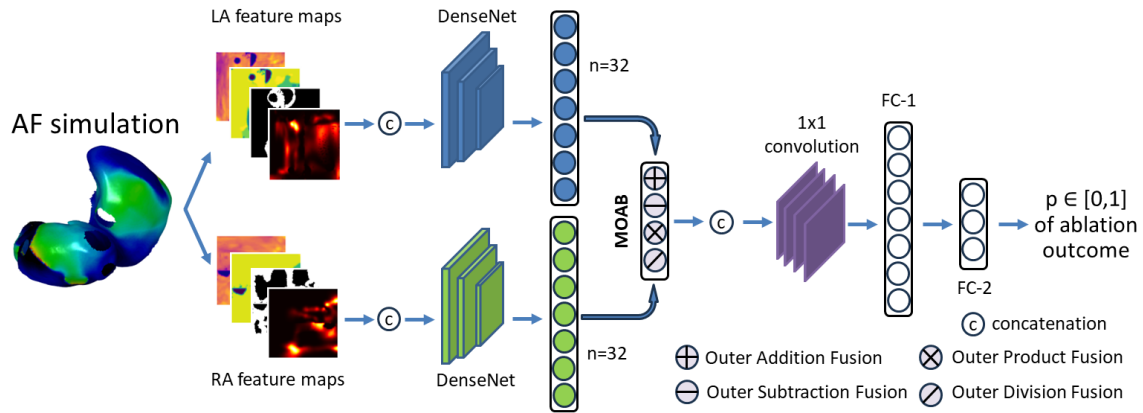 LA feature maps
DenseNet
n=32
AF simulation
c
FC-1
1x1
convolution
MOAB
c
p ∈ [0,1]
of ablation
outcome
FC-2
c
n=32
RA feature maps
DenseNet
c concatenation
Outer Addition Fusion
Outer Product Fusion
Outer Subtraction Fusion
Outer Division Fusion